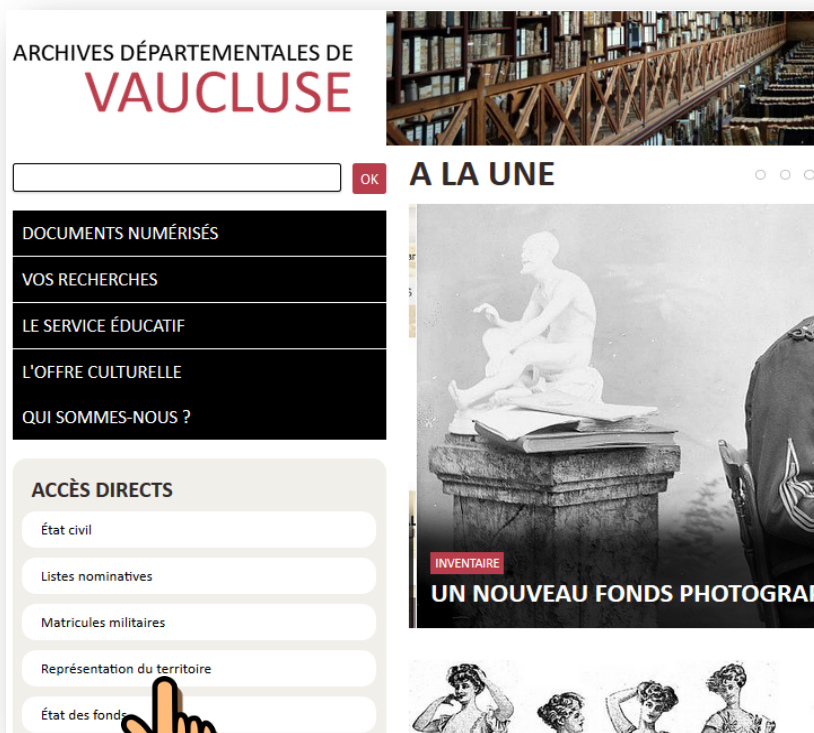 ARCHIVES DÉPARTEMENTALES DE
VAUCLUSE
OK
DOCUMENTS NUMÉRISÉS
VOS RECHERCHES
LE SERVICE ÉDUCATIF
L'OFFRE CULTURELLE
QUI SOMMES-NOUS ?
ACCÈS DIRECTS
État civil
Listes nominatives
Matricules militaires
Représentation du territoire
État des fonds
A LA UNE
INVENTAIRE
UN NOUVEAU FONDS PHOTOGRAP